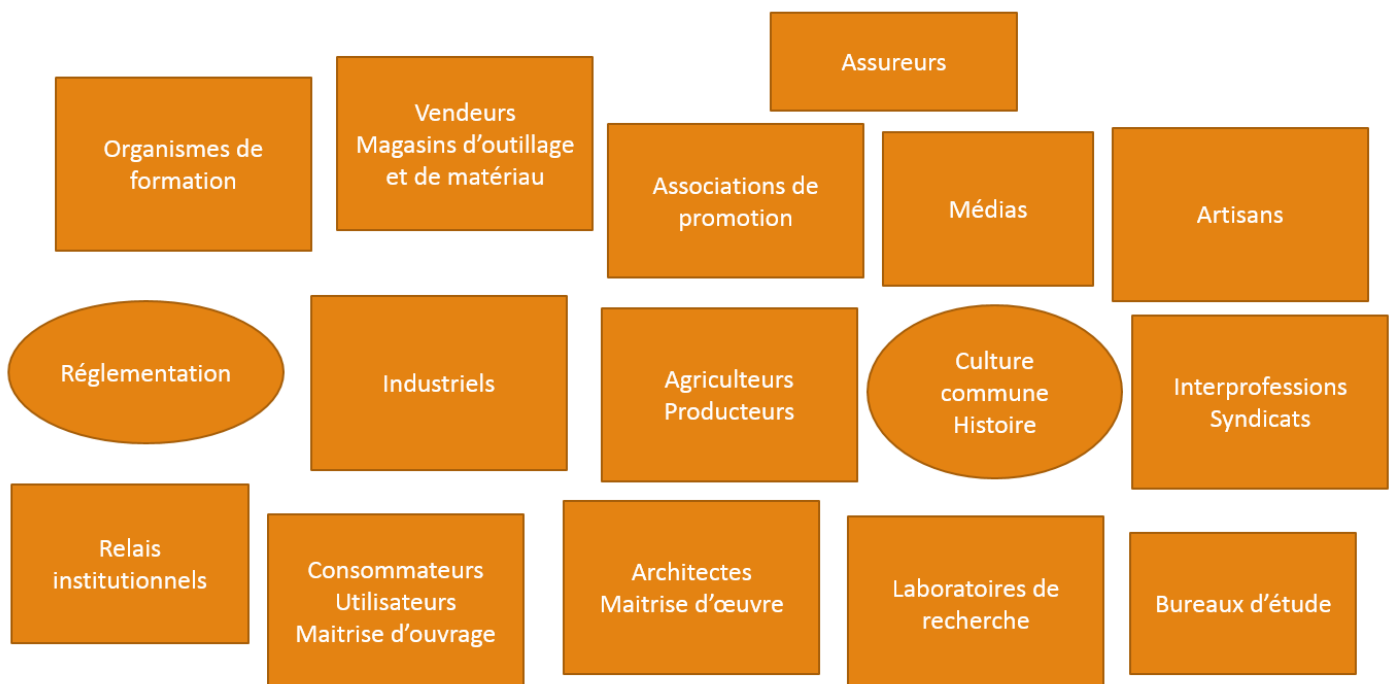 Assureurs
Organismes de
formation
Vendeurs
Magasins d'outillage
et de matériau
Associations de
promotion
Médias
Artisans
Réglementation
Industriels
Agriculteurs
Producteurs
Culture
commune
Histoire
Interprofessions
Syndicats
Relais
institutionnels
Consommateurs
Utilisateurs
Maitrise d'ouvrage
Architectes
Maitrise d'œuvre
Laboratoires de
recherche
Bureaux d'étude